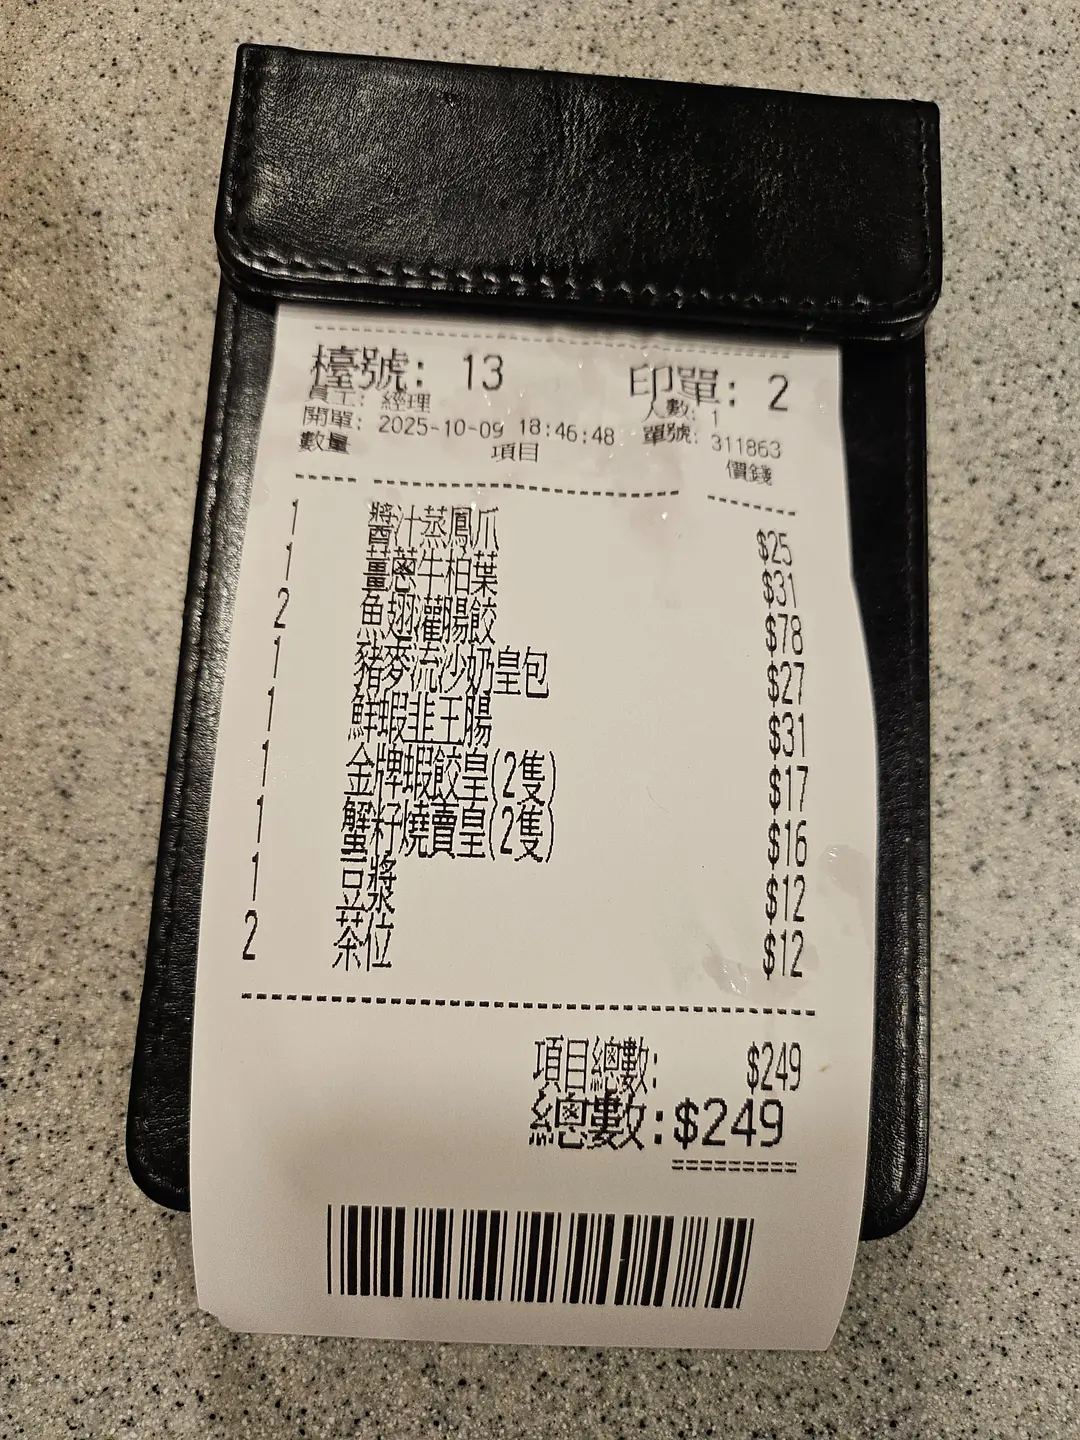 檯號: 13 印單: 2
員工: 經理 人數: 1
開單: 2025-10-09 18:46:48 單號: 311863
數量 項目 價錢
1 醬汁蒸鳳爪 $25
1 薑蔥牛柏葉 $31
2 魚翅灌腸餃 $78
1 豬麥流沙奶皇包 $27
1 鮮蝦韭王腸 $31
1 金牌蝦餃皇(2隻) $17
1 蟹籽燒賣皇(2隻) $16
1 豆漿 $12
2 茶位 $12
項目總數: $249
總數:$249